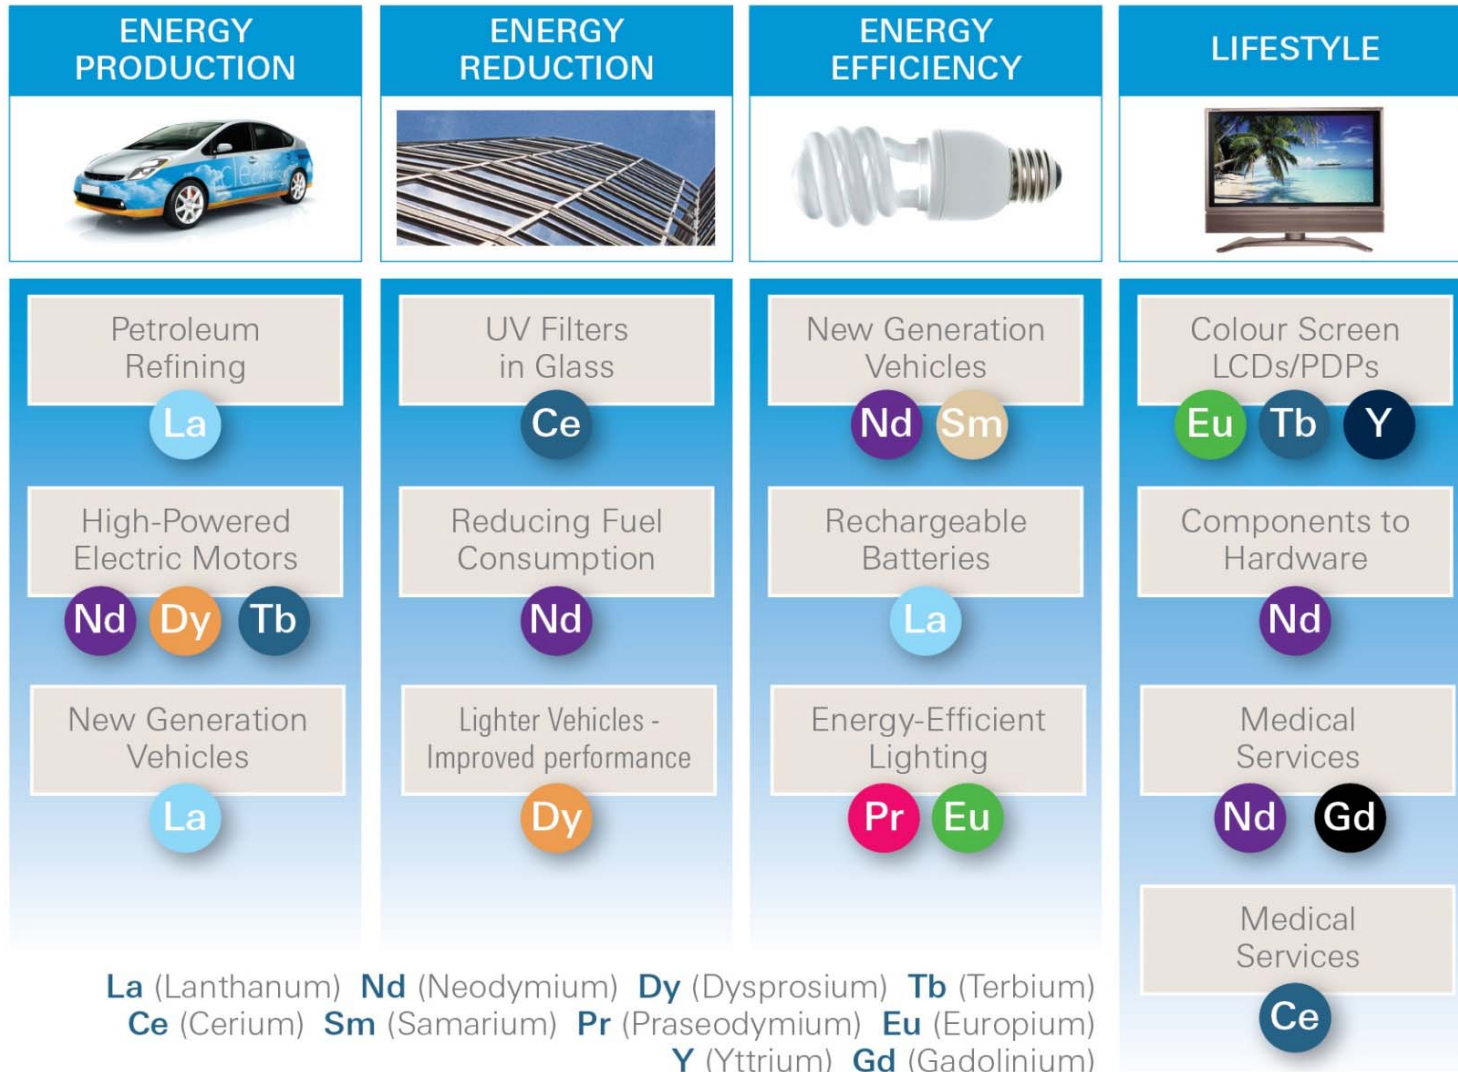 ENERGY
PRODUCTION
ENERGY
REDUCTION
ENERGY
EFFICIENCY
LIFESTYLE
clean
Petroleum
Refining
La
High-Powered
Electric Motors
Nd Dy Tb
New Generation
Vehicles
La
UV Filters
in Glass
Ce
Reducing Fuel
Consumption
Nd
Lighter Vehicles -
Improved performance
Dy
New Generation
Vehicles
Nd Sm
Rechargeable
Batteries
La
Energy-Efficient
Lighting
Pr Eu
Colour Screen
LCDs/PDPs
Eu Tb Y
Components to
Hardware
Nd
Medical
Services
Nd Gd
Medical
Services
Ce
La (Lanthanum) Nd (Neodymium) Dy (Dysprosium) Tb (Terbium)
Ce (Cerium) Sm (Samarium) Pr (Praseodymium) Eu (Europium)
Y (Yttrium) Gd (Gadolinium)